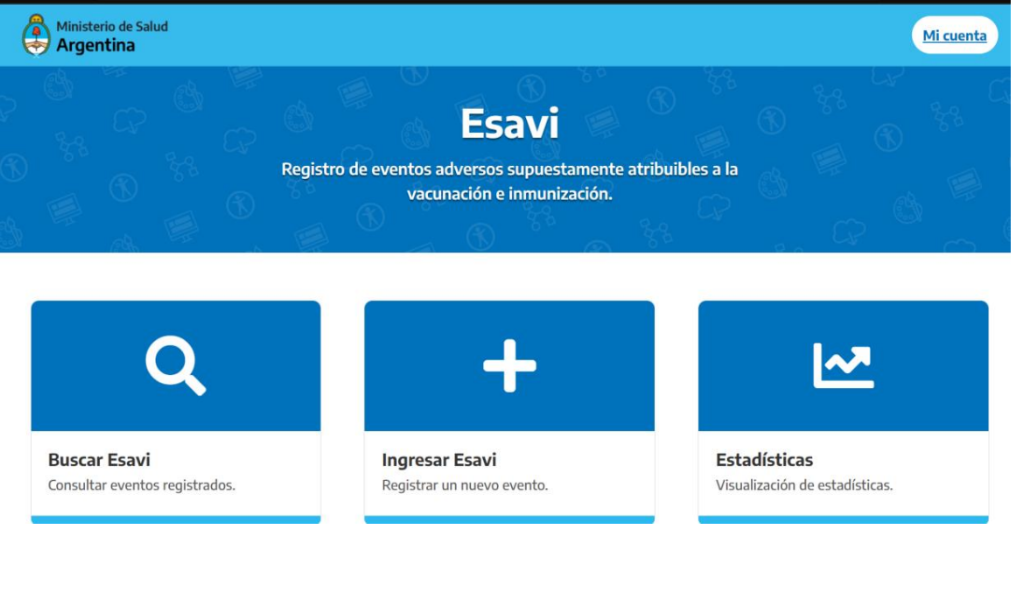 Ministerio de Salud
Argentina
Mi cuenta
Esavi
Registro de eventos adversos supuestamente atribuibles a la
vacunación e inmunización.
Buscar Esavi
Consultar eventos registrados.
Ingresar Esavi
Registrar un nuevo evento.
Estadísticas
Visualización de estadísticas.